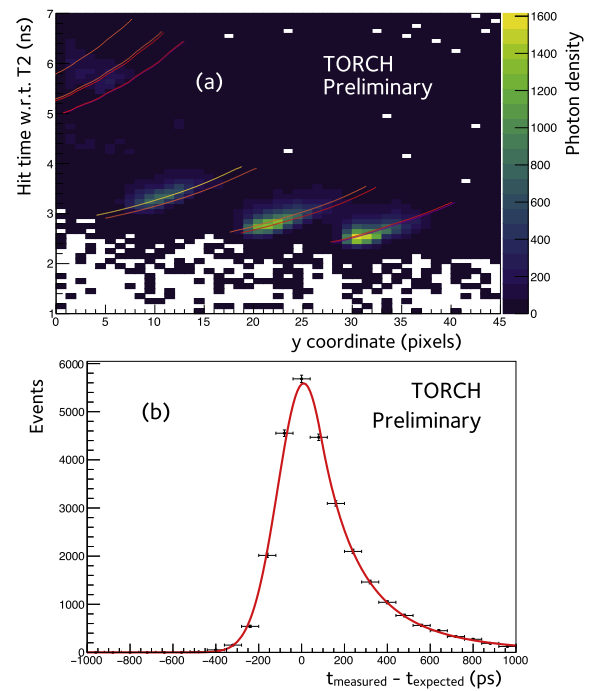 Hit time w.r.t. T2 (ns)
7
6
5
4
3
2
1
(a)
TORCH
Preliminary
0 5 10 15 20 25 30 35 40 45
y coordinate (pixels)
1600
1400
1200
1000
800
600
400
200
0
Photon density
Events
6000
5000
4000
3000
2000
1000
0
(b)
TORCH
Preliminary
−1000 −800 −600 −400 −200 0 200 400 600 800 1000
tmeasured - texpected (ps)